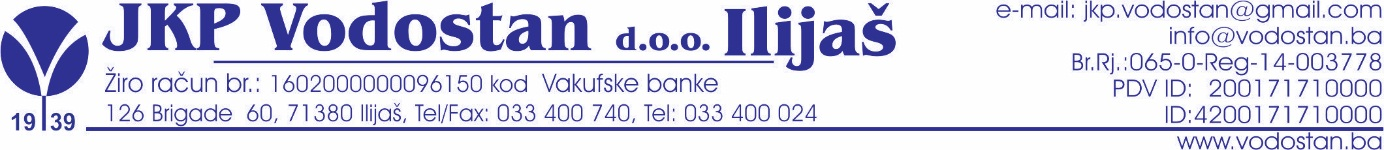 JKP Vodostan d.o.o. Ilijaš
Žiro račun br.: 1602000000096150 kod Vakufske banke
126 Brigade 60, 71380 Ilijaš, Tel/Fax: 033 400 740, Tel: 033 400 024
19 39
e-mail: jkp.vodostan@gmail.com
info@vodostan.ba
Br.Rj.:065-0-Reg-14-003778
PDV ID: 200171710000
ID:4200171710000
www.vodostan.ba